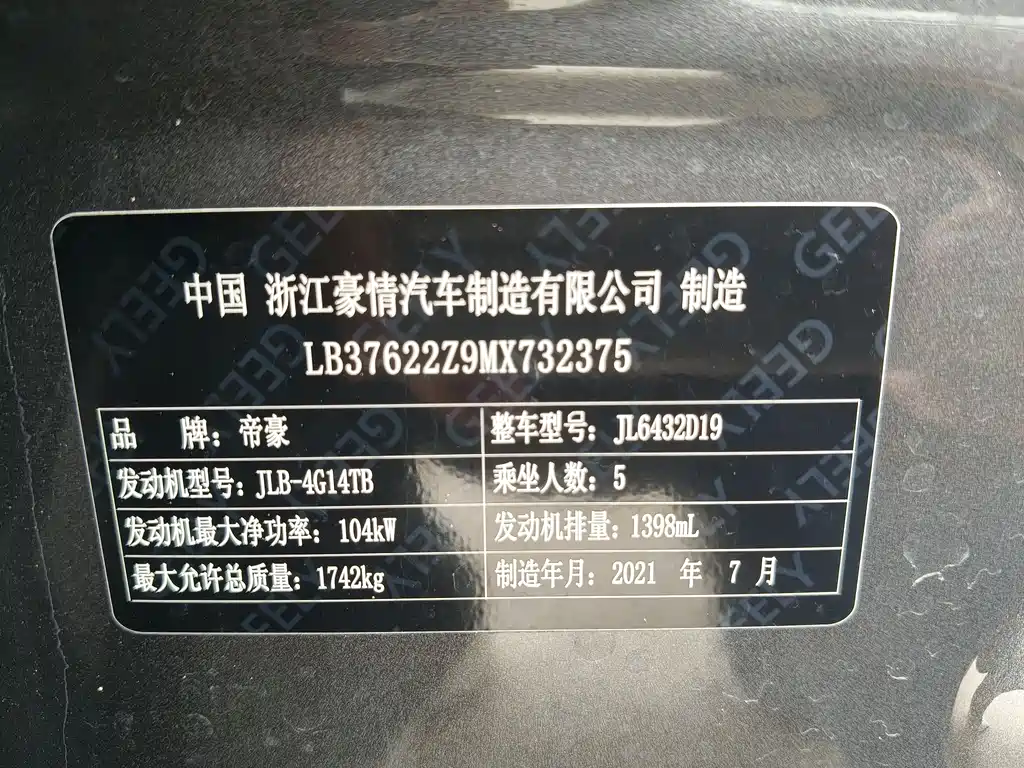 中国 浙江豪情汽车制造有限公司 制造
LB37622Z9MX732375
品 牌：帝豪 整车型号：JL6432D19
发动机型号：JLB-4G14TB 乘坐人数：5
发动机最大净功率：104kW 发动机排量：1398mL
最大允许总质量：1742kg 制造年月：2021 年 7 月
GEELY